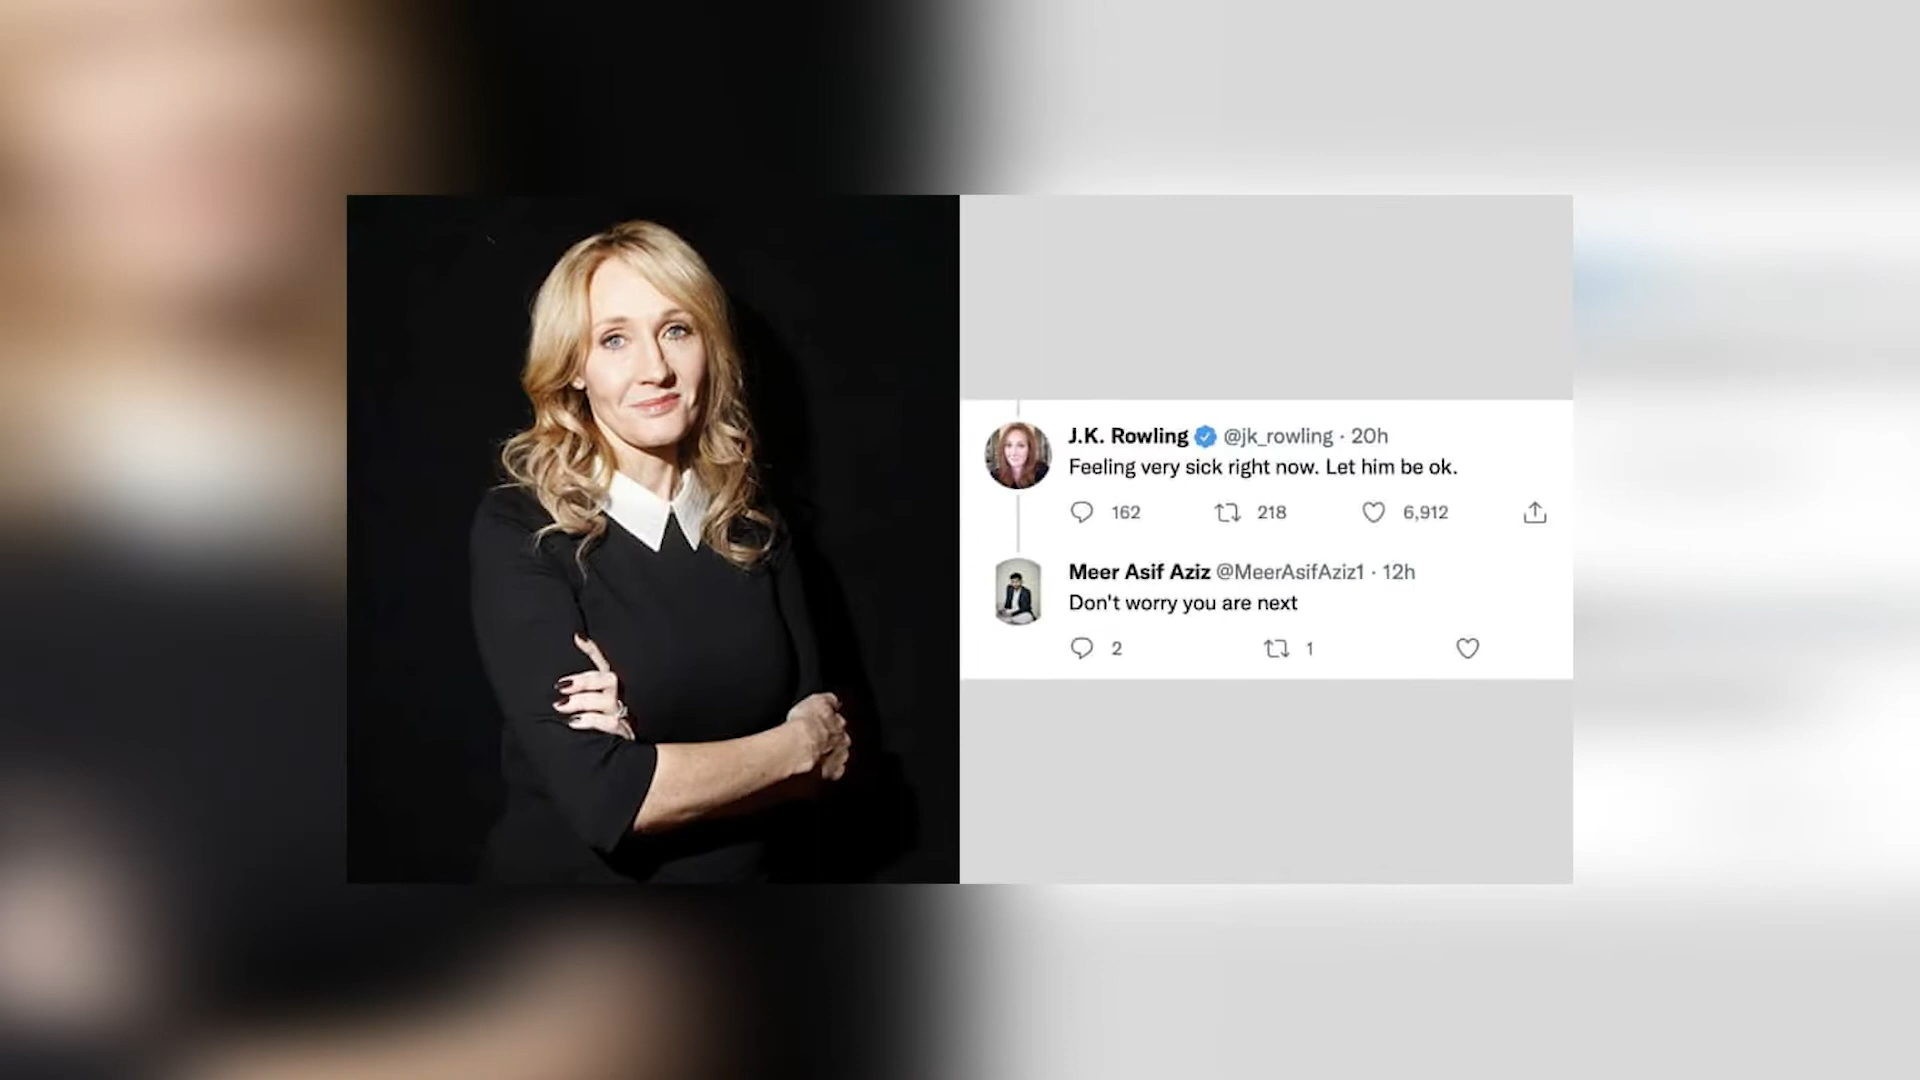 J.K. Rowling @jk_rowling · 20h
Feeling very sick right now. Let him be ok.
162 218 6,912
Meer Asif Aziz @MeerAsifAziz1 · 12h
Don't worry you are next
2 1